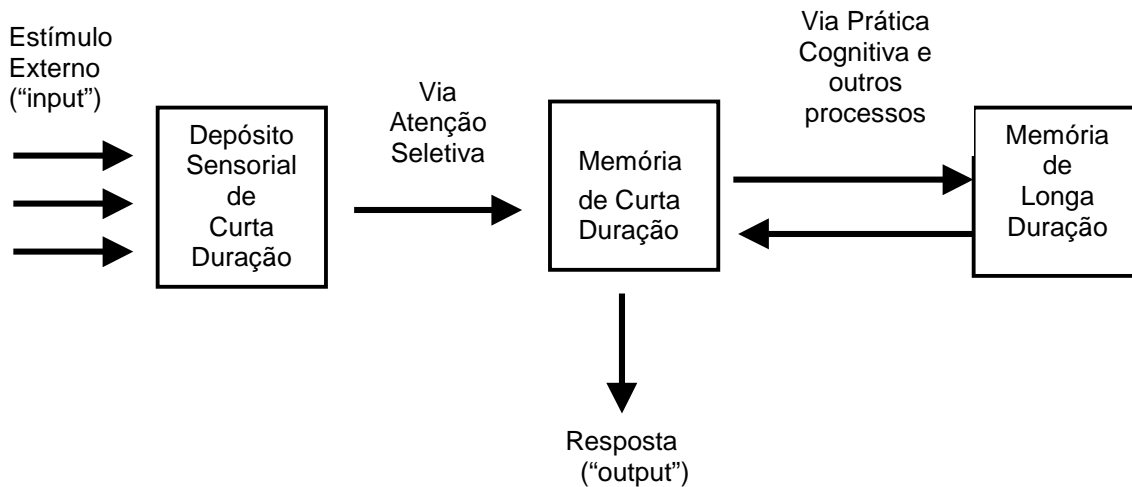 Estímulo
Externo
(“input”)
Depósito
Sensorial
de
Curta
Duração
Via
Atenção
Seletiva
Memória
de Curta
Duração
Via Prática
Cognitiva e
outros
processos
Memória
de
Longa
Duração
Resposta
(“output”)